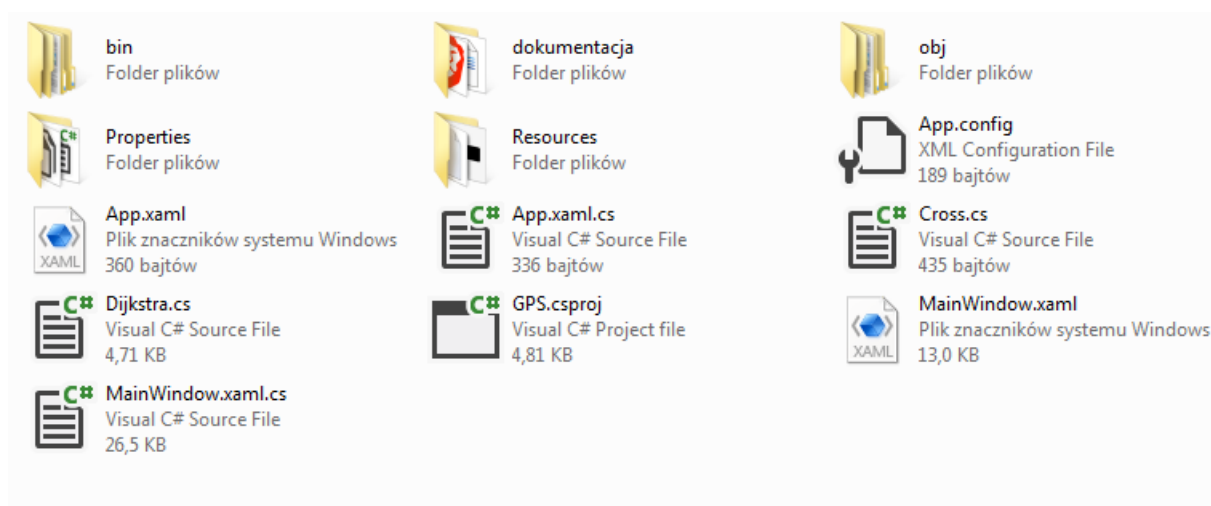 bin
Folder plików
dokumentacja
Folder plików
obj
Folder plików
Properties
Folder plików
Resources
Folder plików
App.config
XML Configuration File
189 bajtów
App.xaml
Plik znaczników systemu Windows
360 bajtów
App.xaml.cs
Visual C# Source File
336 bajtów
Cross.cs
Visual C# Source File
435 bajtów
Dijkstra.cs
Visual C# Source File
4,71 KB
GPS.csproj
Visual C# Project file
4,81 KB
MainWindow.xaml
Plik znaczników systemu Windows
13,0 KB
MainWindow.xaml.cs
Visual C# Source File
26,5 KB
C#
XAML
C#
C#
C#
C#
XAML
C#